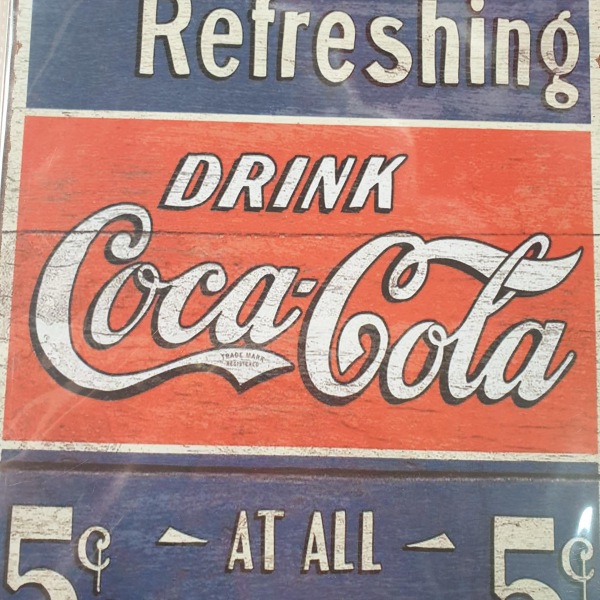 Refreshing
DRINK
Coca-Cola
TRADE MARK
REGISTERED
5¢ AT ALL 5¢